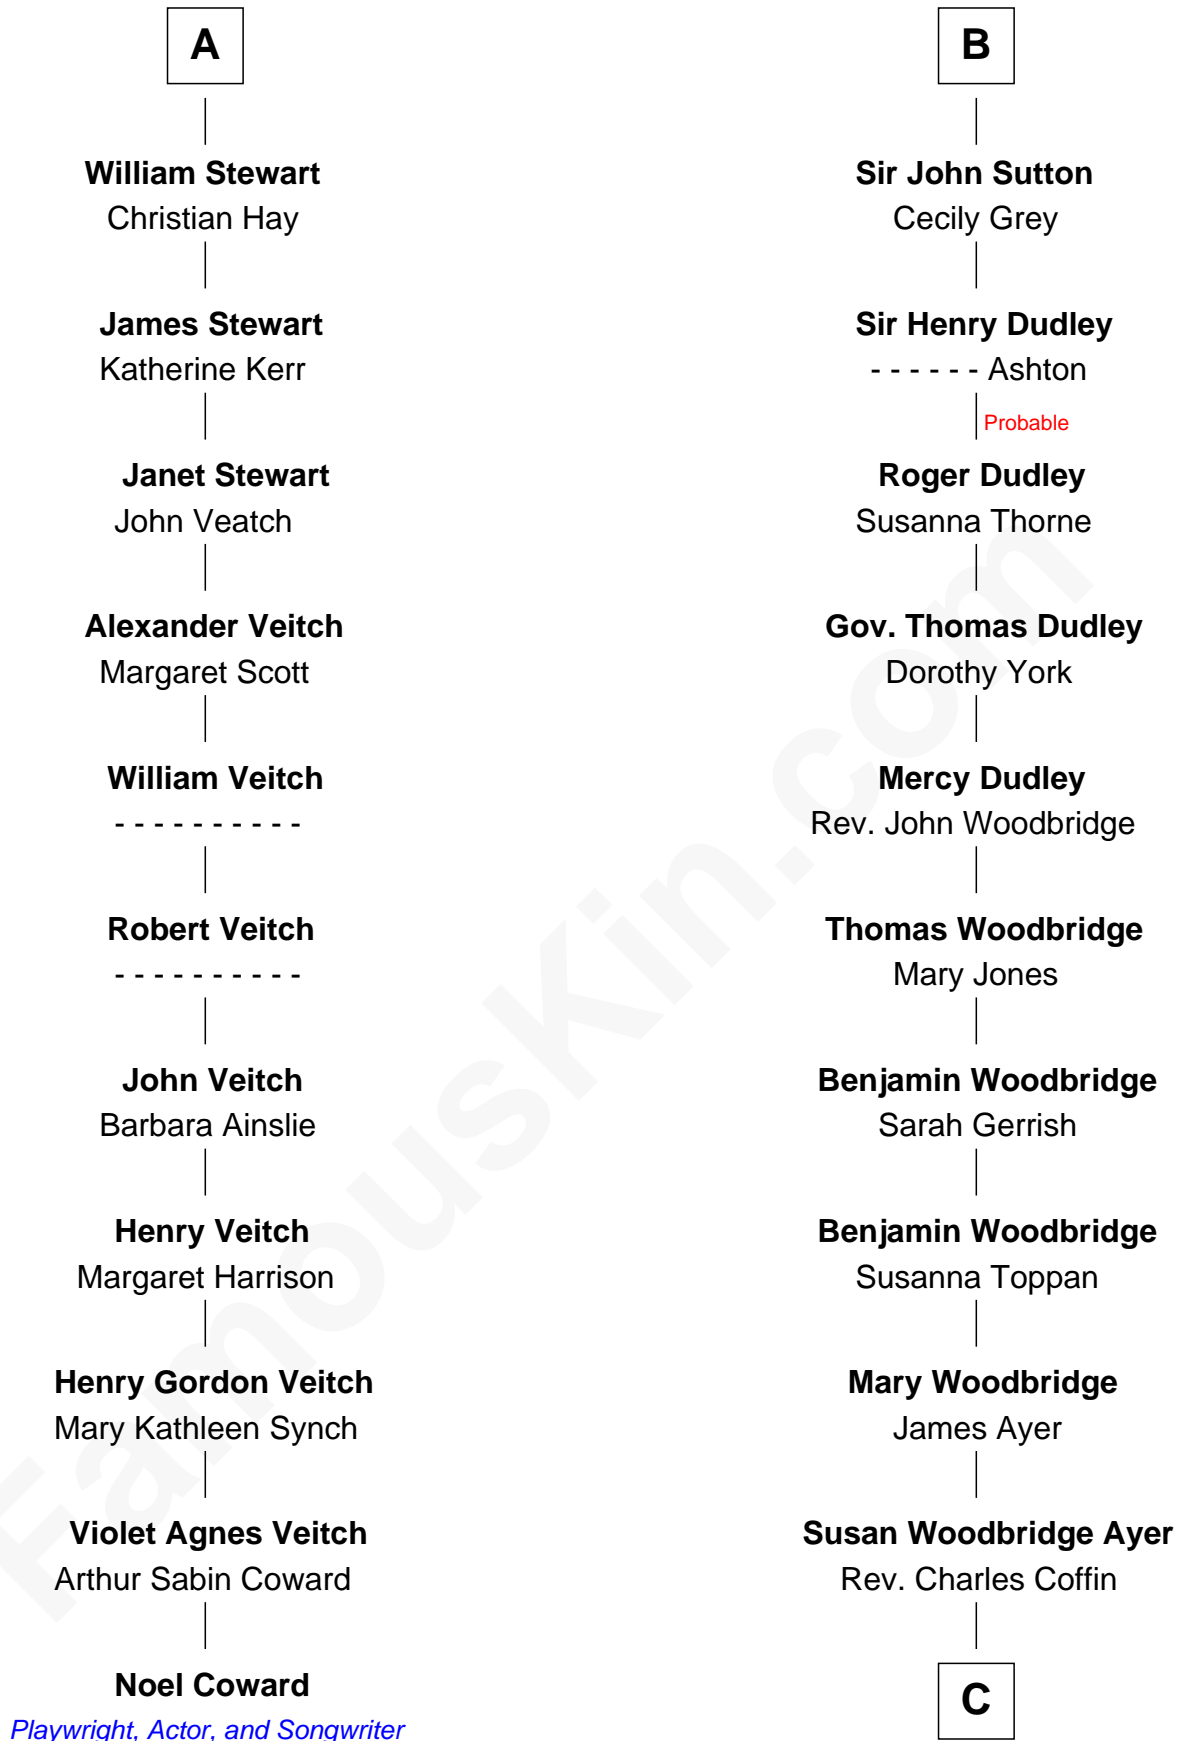 A
William Stewart
Christian Hay
James Stewart
Katherine Kerr
Janet Stewart
John Veatch
Alexander Veitch
Margaret Scott
William Veitch
- - - - - - - - - -
Robert Veitch
- - - - - - - - - -
John Veitch
Barbara Ainslie
Henry Veitch
Margaret Harrison
Henry Gordon Veitch
Mary Kathleen Synch
Violet Agnes Veitch
Arthur Sabin Coward
Noel Coward
Playwright, Actor, and Songwriter
B
Sir John Sutton
Cecily Grey
Sir Henry Dudley
- - - - - - Ashton
Probable
Roger Dudley
Susanna Thorne
Gov. Thomas Dudley
Dorothy York
Mercy Dudley
Rev. John Woodbridge
Thomas Woodbridge
Mary Jones
Benjamin Woodbridge
Sarah Gerrish
Benjamin Woodbridge
Susanna Toppan
Mary Woodbridge
James Ayer
Susan Woodbridge Ayer
Rev. Charles Coffin
C
FamousKin.com